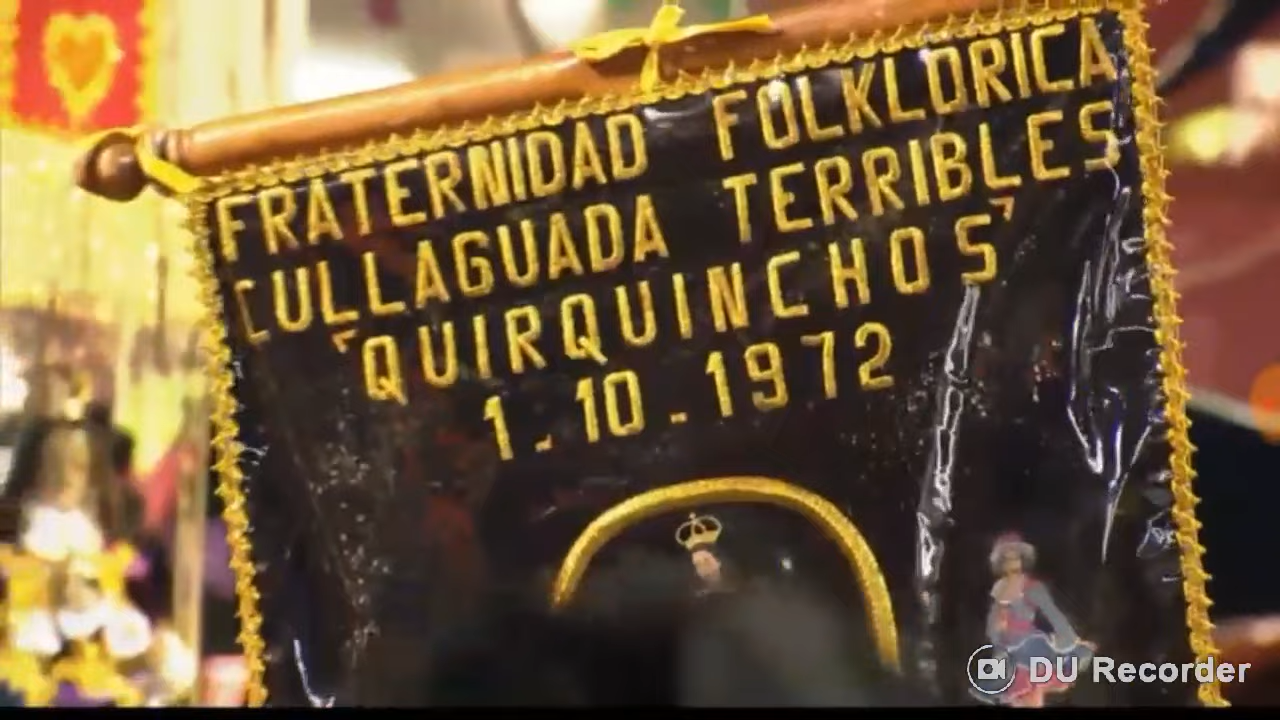 FRATERNIDAD FOLKLORICA
CULLAGUADA TERRIBLES
"QUIRQUINCHOS"
1.10.1972
DU Recorder